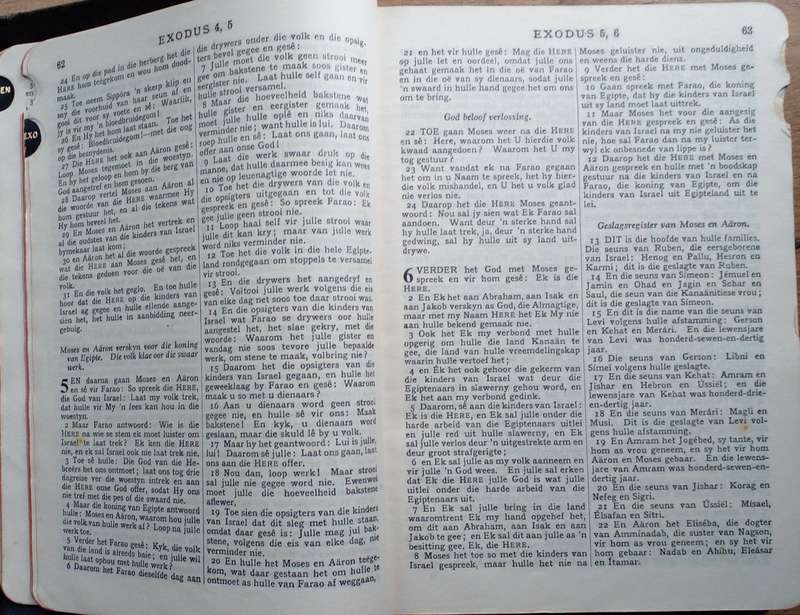 EN
EXO
5
en
3
62
EXODUS 4, 5
24 En op die pad in die herberg het die
HERE hom teëgekom en wou hom dood-
maak.
25 Toe neem Sippóra 'n skerp klip en
sny die voorhuid van haar seun af en
gooi dit voor sy voete en sê: Waarlik,
jy is vir my 'n bloedbruidegom!
26 En Hy het hom laat staan. Toe het
sy gesê: Bloedbruidegom!—met die oog
op die besnydenis.
27 Die HERE het ook aan Aäron gesê:
Loop Moses tegemoet in die woestyn.
En hy het geloop en hom by die berg van
God aangetref en hom gesoen.
28 Daarop vertel Moses aan Aäron al
die woorde van die HERE waarmee Hy
hom gestuur het, en al die tekens wat
Hy hom beveel het.
29 En Moses en Aäron het vertrek en
al die oudstes van die kinders van Israel
bymekaar laat kom;
30 en Aäron het al die woorde gespreek
wat die HERE aan Moses gesê het, en
die tekens gedoen voor die oë van die
volk.
31 En die volk het geglo. En toe hulle
hoor dat die HERE op die kinders van
Israel ag gegee en hulle ellende aange-
sien het, het hulle in aanbidding neer-
gebuig.
Moses en Aäron verskyn voor die koning
van Egipte. Die volk kla oor die swaar
werk.
5 EN daarna gaan Moses en Aäron
en sê vir Farao: So spreek die HERE,
die God van Israel: Laat my volk trek,
dat hulle vir My 'n fees kan hou in die
woestyn.
2 Maar Farao antwoord: Wie is die
HERE na wie se stem ek moet luister om
Israel te laat trek? Ek ken die HERE
nie, en ek sal Israel ook nie laat trek nie.
3 Toe sê hulle: Die God van die He-
breërs het ons ontmoet; laat ons tog drie
dagreise ver die woestyn intrek en aan
die HERE onse God offer, sodat Hy ons
nie tref met die pes of die swaard nie.
4 Maar die koning van Egipte antwoord
hulle: Moses en Aäron, waarom hou julle
die volk van hulle werk af? Loop na julle
werk toe.
5 Verder het Farao gesê: Kyk, die volk
van die land is alreeds baie; en julle wil
hulle laat ophou met hulle werk?
6 Daarom het Farao dieselfde dag aan
die drywers onder die volk en die opsig-
ters bevel gegee en gesê:
7 Julle moet die volk geen strooi meer
gee om bakstene te maak soos gister en
eergister nie. Laat hulle self gaan en vir
hulle strooi versamel.
8 Maar die hoeveelheid bakstene wat
hulle gister en eergister gemaak het,
moet julle hulle oplê en niks daarvan
verminder nie; want hulle is lui. Daarom
roep hulle en sê: Laat ons gaan, laat ons
offer aan onse God!
9 Laat die werk swaar druk op die
manne, dat hulle daarmee besig kan wees
en nie op leuenagtige woorde let nie.
10 Toe het die drywers van die volk en
die opsigters uitgegaan en tot die volk
gespreek en gesê: So spreek Farao: Ek
gee julle geen strooi nie.
11 Loop haal self vir julle strooi waar
julle dit kan kry; maar van julle werk
word niks verminder nie.
12 Toe het die volk in die hele Egipte-
land rondgegaan om stoppels te versamel
vir strooi.
13 En die drywers het aangedryf en
gesê: Voltooi julle werk volgens die eis
van elke dag net soos toe daar strooi was.
14 En die opsigters van die kinders van
Israel wat Farao se drywers oor hulle
aangestel het, het slae gekry, met die
woorde: Waarom het julle gister en
vandag nie soos tevore julle bepaalde
werk, om stene te maak, volbring nie?
15 Daarom het die opsigters van die
kinders van Israel gegaan, en hulle het
geweeklaag by Farao en gesê: Waarom
maak u so met u dienaars?
16 Aan u dienaars word geen strooi
gegee nie, en hulle sê vir ons: Maak
bakstene! En kyk, u dienaars word
geslaan, maar die skuld lê by u volk.
17 Maar hy het geantwoord: Lui is julle,
lui! Daarom sê julle: Laat ons gaan, laat
ons aan die HERE offer.
18 Nou dan, loop werk! Maar strooi
sal julle nie gegee word nie. Ewenwel
moet julle die hoeveelheid bakstene
aflewer.
19 Toe sien die opsigters van die kinders
van Israel dat dit sleg met hulle staan,
omdat daar gesê is: Julle mag jul bak-
stene, volgens die eis van elke dag, nie
verminder nie.
20 En hulle het Moses en Aäron teëge-
kom, wat daar gestaan het om hulle te
ontmoet as hulle van Farao af weggaan,
EXODUS 5, 6
63
21 en het vir hulle gesê: Mag die HERE
op julle let en oordeel, omdat julle ons
gehaat gemaak het in die oë van Farao
en in die oë van sy dienaars, sodat julle
'n swaard in hulle hand gegee het om ons
om te bring.
God beloof verlossing.
22 TOE gaan Moses weer na die HERE
en sê: Here, waarom het U hierdie volk
kwaad aangedoen? Waarom het U my
tog gestuur?
23 Want vandat ek na Farao gegaan
het om in u Naam te spreek, het hy hier-
die volk mishandel, en U het u volk glad
nie verlos nie.
24 Daarop het die HERE Moses geant-
woord: Nou sal jy sien wat Ek Farao sal
aandoen. Want deur 'n sterke hand sal
hy hulle laat trek, ja, deur 'n sterke hand
gedwing, sal hy hulle uit sy land uit-
drywe.
6 VERDER het God met Moses ge-
spreek en vir hom gesê: Ek is die
HERE.
2 En Ek het aan Abraham, aan Isak en
aan Jakob verskyn as God, die Almagtige,
maar met my Naam HERE het Ek My nie
aan hulle bekend gemaak nie.
3 Ook het Ek my verbond met hulle
opgerig om hulle die land Kanaän te
gee, die land van hulle vreemdelingskap
waarin hulle vertoef het;
4 en Ék het ook gehoor die gekerm van
die kinders van Israel wat deur die
Egiptenaars in slawerny gehou word, en
Ek het aan my verbond gedink.
5 Daarom, sê aan die kinders van Israel:
Ek is die HERE, en Ek sal julle onder die
harde arbeid van die Egiptenaars uitlei
en julle red uit hulle slawerny, en Ek
sal julle verlos deur 'n uitgestrekte arm en
deur groot strafgerigte;
6 en Ek sal julle as my volk aanneem en
vir julle 'n God wees. En julle sal erken
dat Ek die HERE julle God is wat julle
uitlei onder die harde arbeid van die
Egiptenaars uit.
7 En Ek sal julle bring in die land
waaromtrent Ek my hand opgehef het,
om dit aan Abraham, aan Isak en aan
Jakob te gee; en Ek sal dit aan julle as 'n
besitting gee, Ek, die HERE.
8 Moses het toe so met die kinders van
Israel gespreek, maar hulle het nie na
Moses geluister nie, uit ongeduldigheid
en weens die harde diens.
9 Verder het die HERE met Moses ge-
spreek en gesê:
10 Gaan spreek met Farao, die koning
van Egipte, dat hy die kinders van Israel
uit sy land moet laat uittrek.
11 Maar Moses het voor die aangesig
van die HERE gespreek en gesê: As die
kinders van Israel na my nie geluister het
nie, hoe sal Farao dan na my luister ter-
wyl ek onbesnede van lippe is?
12 Daarop het die HERE met Moses en
Aäron gespreek en hulle met 'n boodskap
gestuur na die kinders van Israel en na
Farao, die koning van Egipte, om die
kinders van Israel uit Egipteland uit te
lei.
Geslagsregister van Moses en Aäron.
13 DIT is die hoofde van hulle families.
Die seuns van Ruben, die eersgeborene
van Israel: Henog en Pallu, Hesron en
Karmi; dit is die geslagte van Ruben.
14 En die seuns van Simeon: Jémuel en
Jamin en Ohad en Jagin en Sohar en
Saul, die seun van die Kanaänitiese vrou;
dit is die geslagte van Simeon.
15 En dit is die name van die seuns van
Levi volgens hulle afstamming: Gerson
en Kehat en Merári. En die lewensjare
van Levi was honderd-sewen-en-dertig
jaar.
16 Die seuns van Gerson: Libni en
Símeï volgens hulle geslagte.
17 En die seuns van Kehat: Amram en
Jishar en Hebron en Ússiël; en die
lewensjare van Kehat was honderd-drie-
en-dertig jaar.
18 En die seuns van Merári: Magli en
Musi. Dit is die geslagte van Levi vol-
gens hulle afstamming.
19 En Amram het Jogébed, sy tante, vir
hom as vrou geneem, en sy het vir hom
Aäron en Moses gebaar. En die lewens-
jare van Amram was honderd-sewen-en-
dertig jaar.
20 En die seuns van Jishar: Korag en
Nefeg en Sigri.
21 En die seuns van Ússiël: Mísael,
Élsafan en Sitri.
22 En Aäron het Eliséba, die dogter
van Amminadab, die suster van Nagson,
vir hom as vrou geneem; en sy het vir
hom gebaar: Nadab en Abíhu, Eleásar
en Itamar.